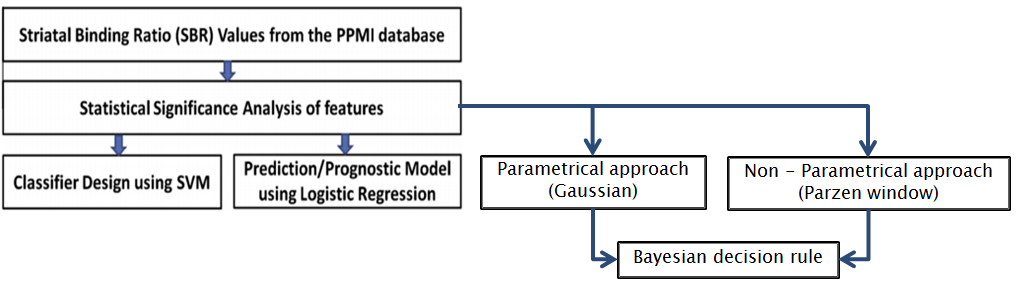 Striatal Binding Ratio (SBR) Values from the PPMI database
Statistical Significance Analysis of features
Classifier Design using SVM
Prediction/Prognostic Model
using Logistic Regression
Parametrical approach
(Gaussian)
Non - Parametrical approach
(Parzen window)
Bayesian decision rule